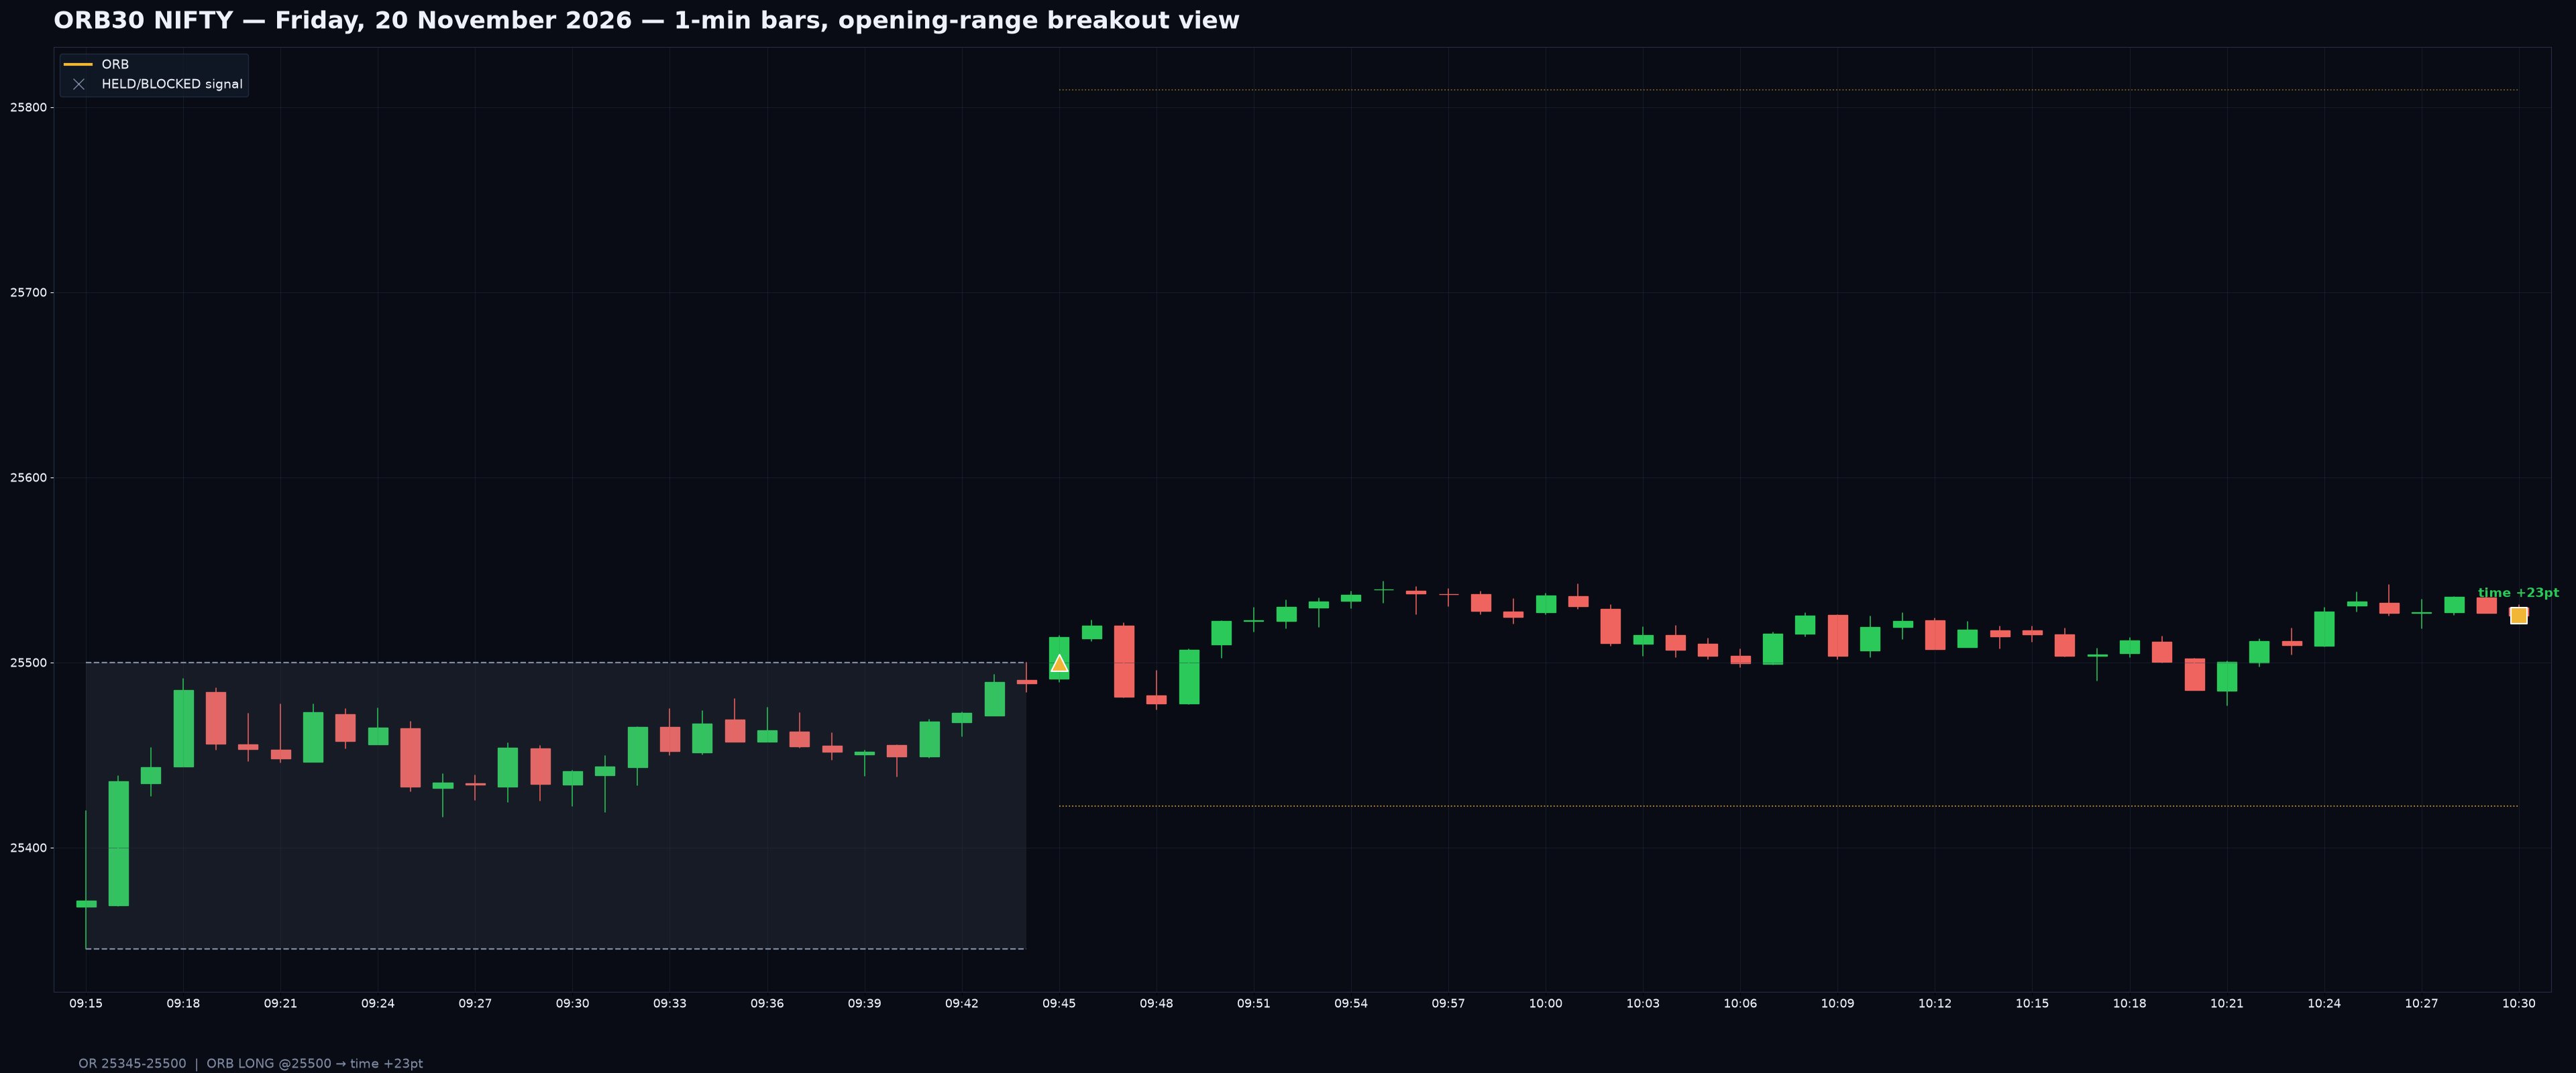 ORB30 NIFTY — Friday, 20 November 2026 — 1-min bars, opening-range breakout view
ORB
HELD/BLOCKED signal
25800
25700
25600
25500
25400
time +23pt
09:15 09:18 09:21 09:24 09:27 09:30 09:33 09:36 09:39 09:42 09:45 09:48 09:51 09:54 09:57 10:00 10:03 10:06 10:09 10:12 10:15 10:18 10:21 10:24 10:27 10:30
OR 25345-25500 | ORB LONG @25500 → time +23pt